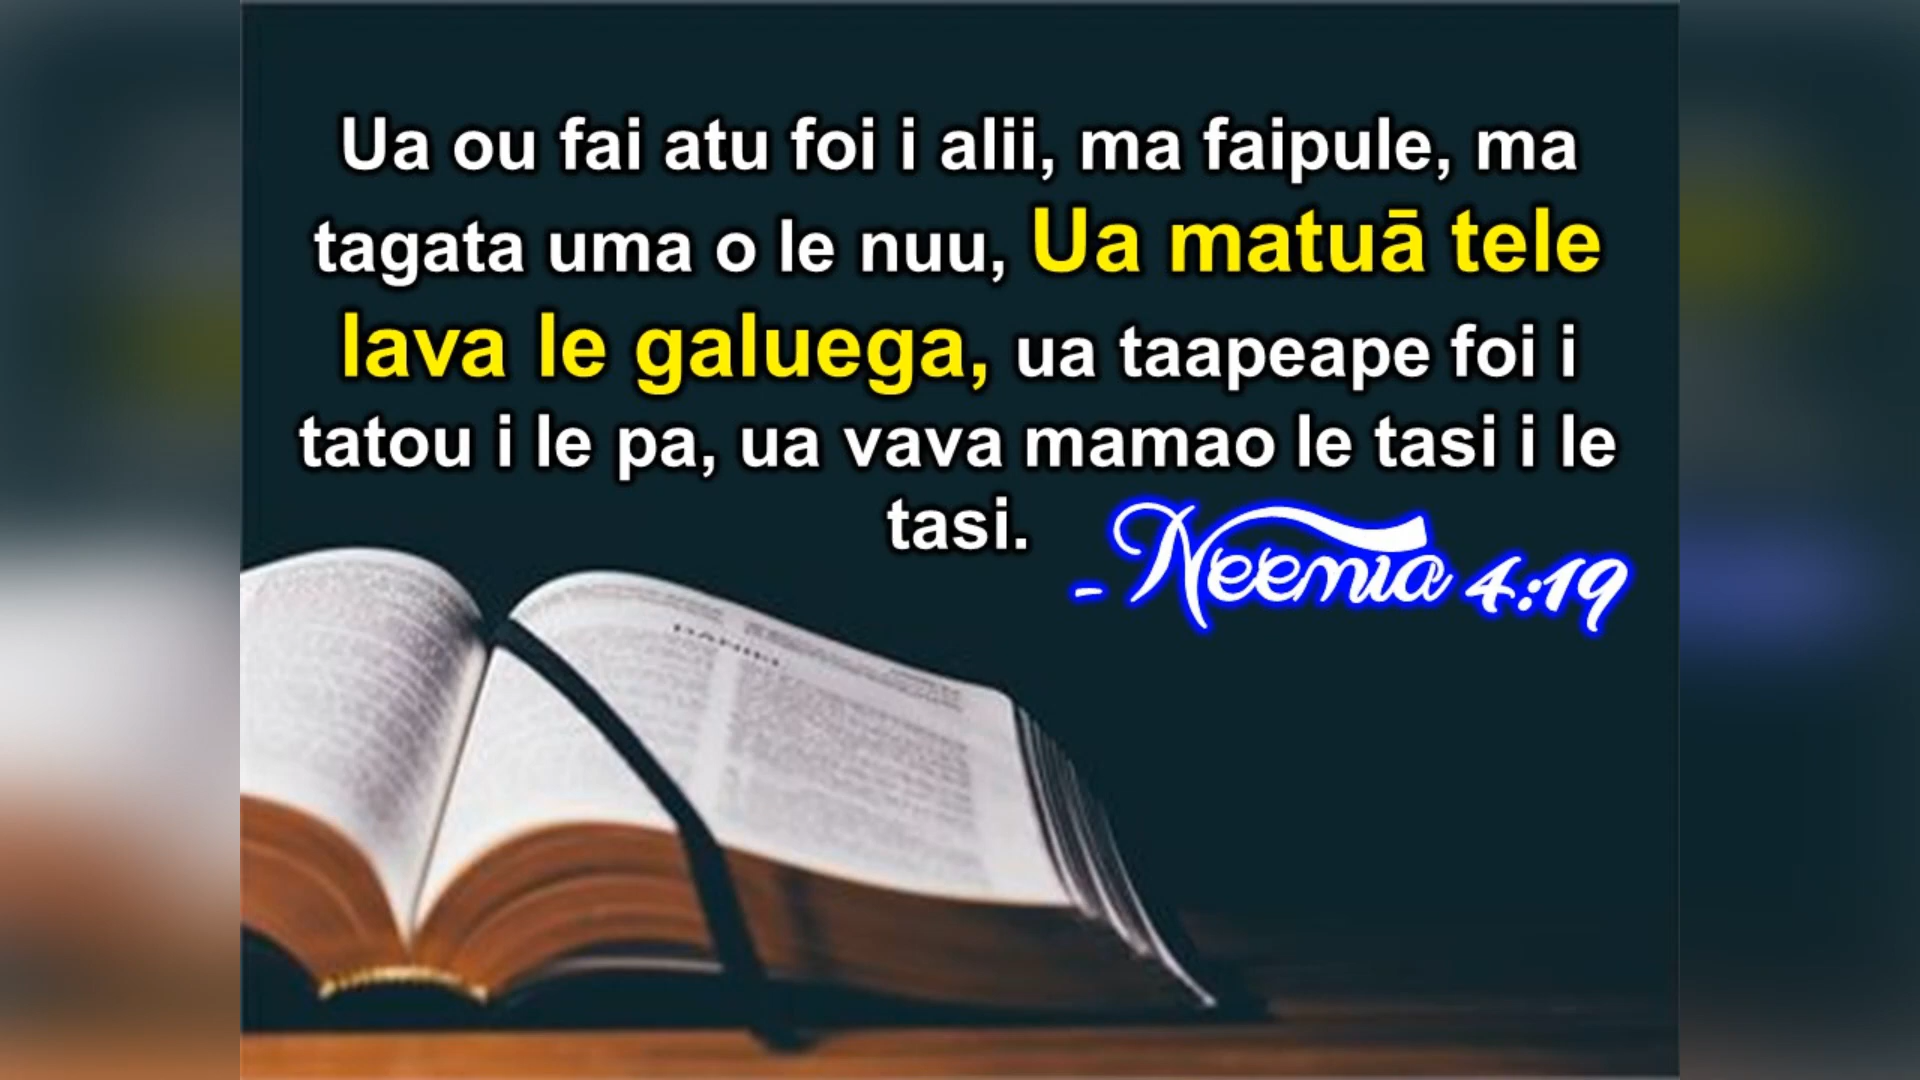 Ua ou fai atu foi i alii, ma faipule, ma
tagata uma o le nuu, Ua matuā tele
lava le galuega, ua taapeape foi i
tatou i le pa, ua vava mamao le tasi i le
tasi.
- Neemia 4:19
DANIEL